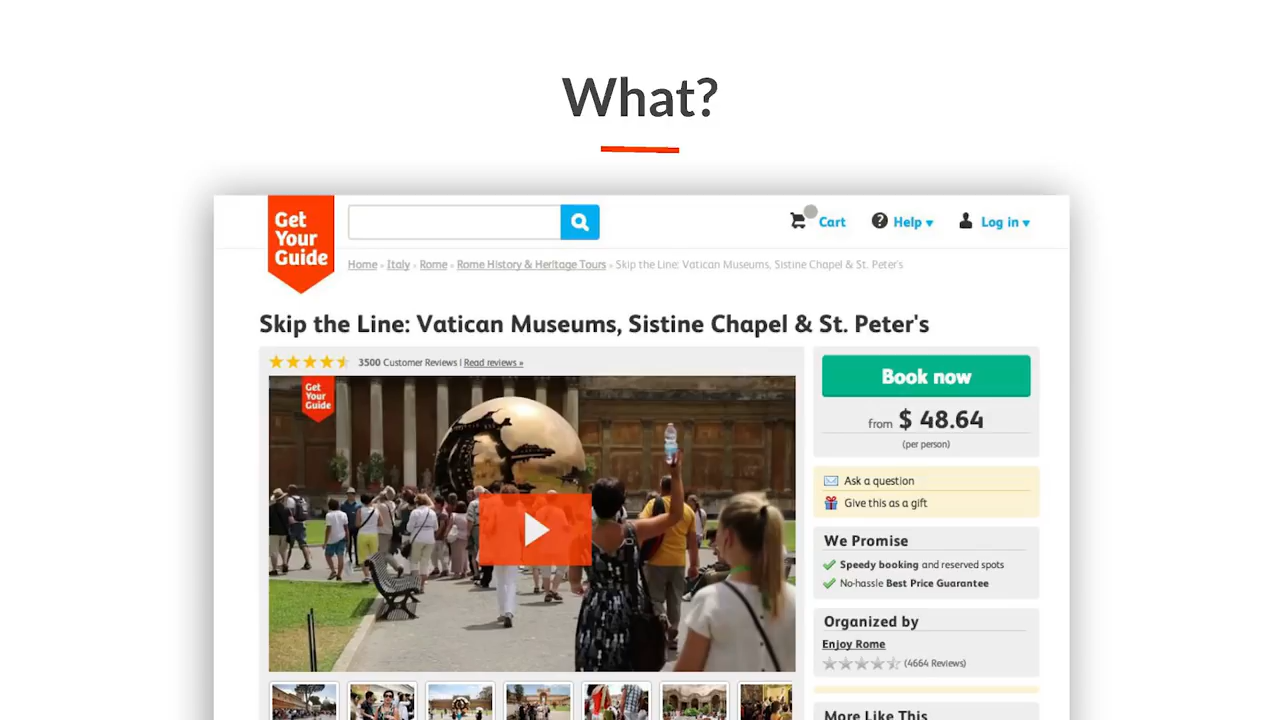 What?
Get
Your
Guide
Cart
Help
Log in
Home » Italy » Rome » Rome History & Heritage Tours » Skip the Line: Vatican Museums, Sistine Chapel & St. Peter's
Skip the Line: Vatican Museums, Sistine Chapel & St. Peter's
3500 Customer Reviews | Read reviews »
Get
Your
Guide
Book now
from $ 48.64
(per person)
Ask a question
Give this as a gift
We Promise
Speedy booking and reserved spots
No-hassle Best Price Guarantee
Organized by
Enjoy Rome
(4664 Reviews)
More Like This